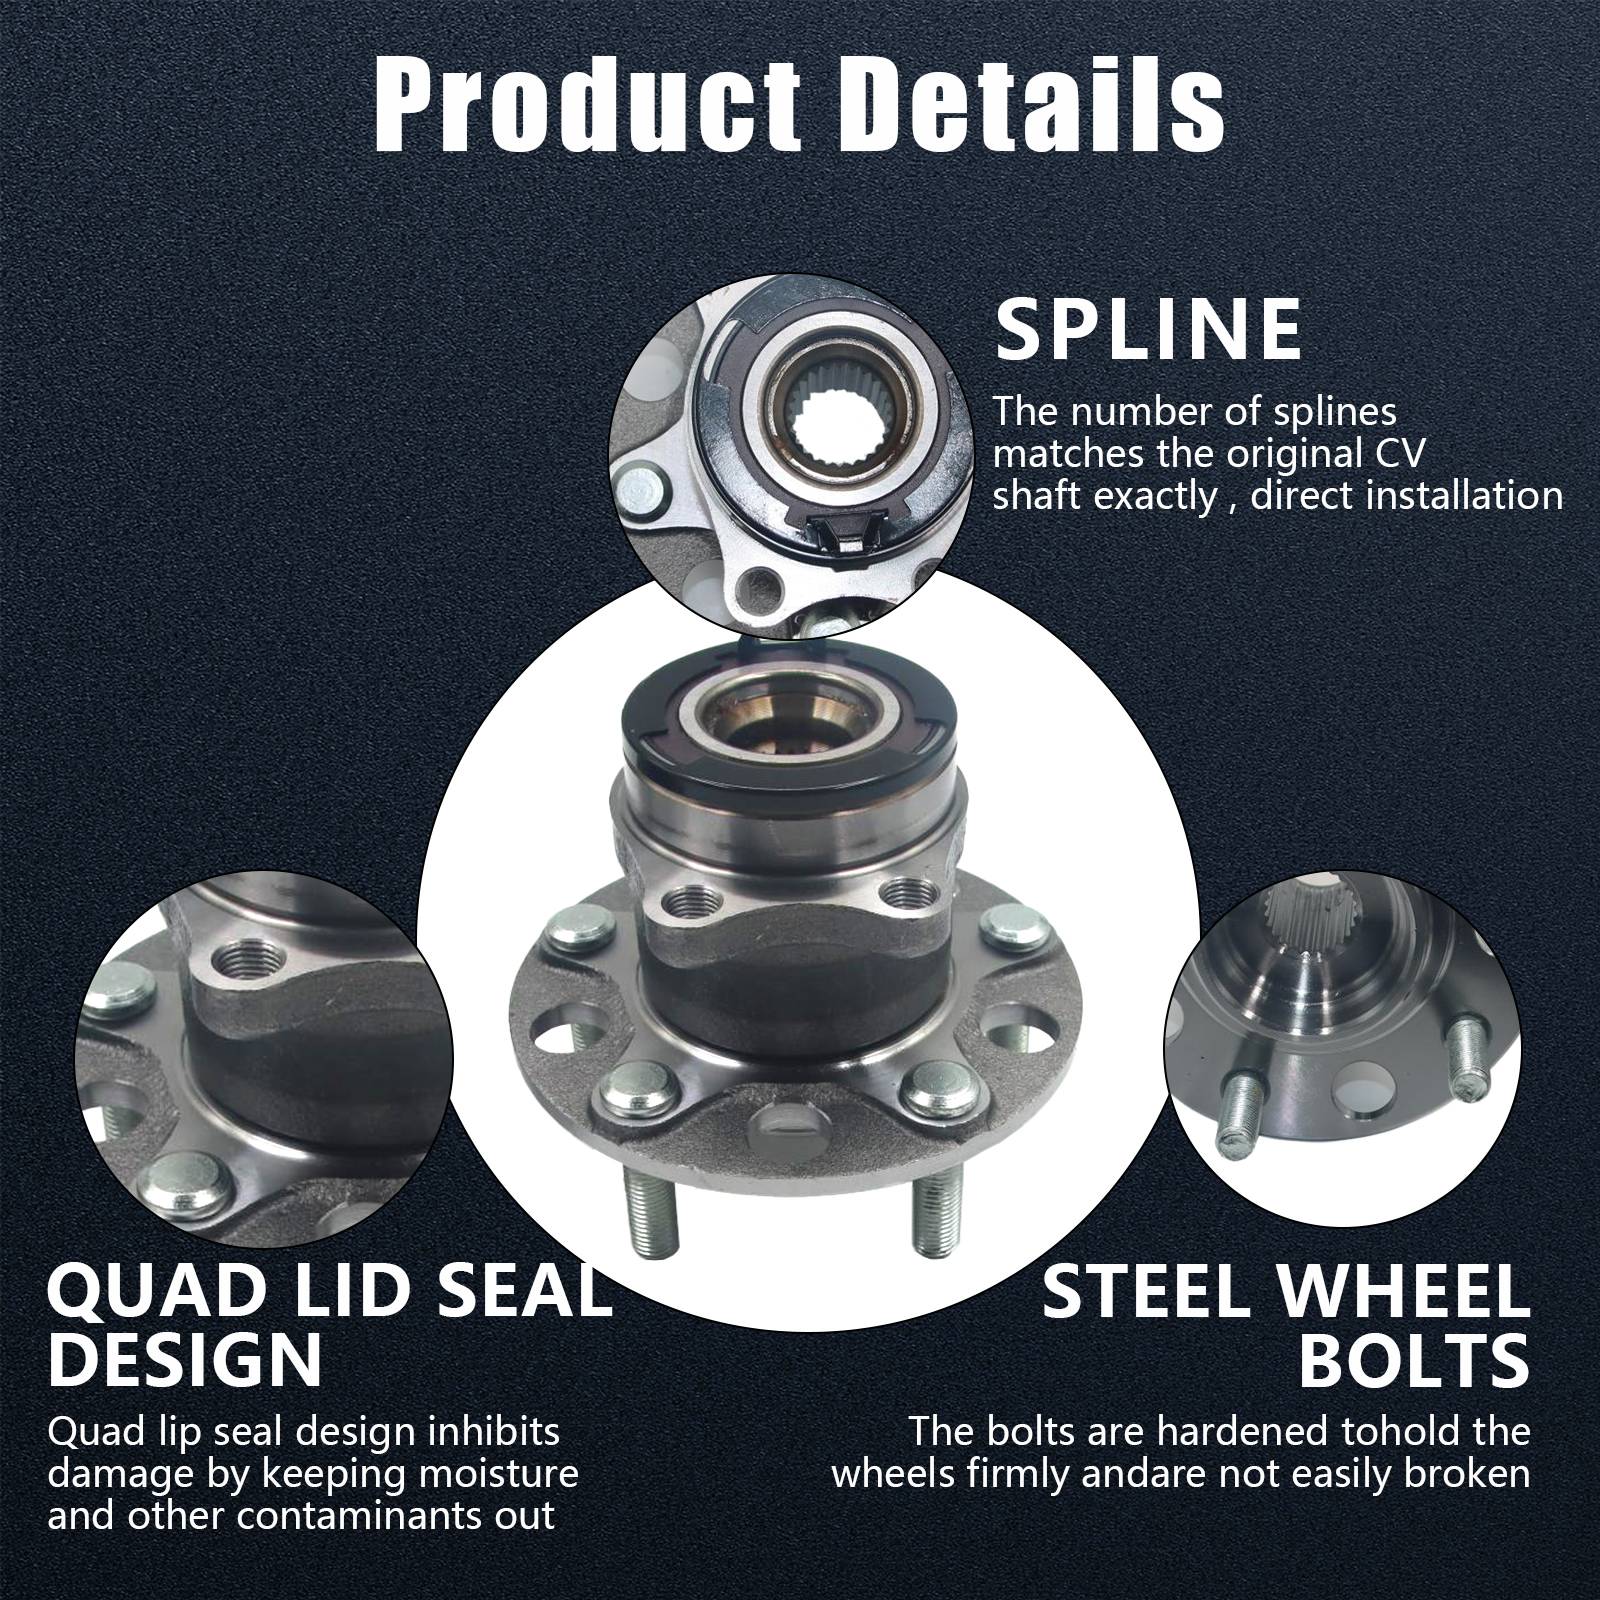 Product Details
SPLINE
The number of splines
matches the original CV
shaft exactly , direct installation
QUAD LID SEAL
DESIGN
Quad lip seal design inhibits
damage by keeping moisture
and other contaminants out
STEEL WHEEL
BOLTS
The bolts are hardened tohold the
wheels firmly andare not easily broken